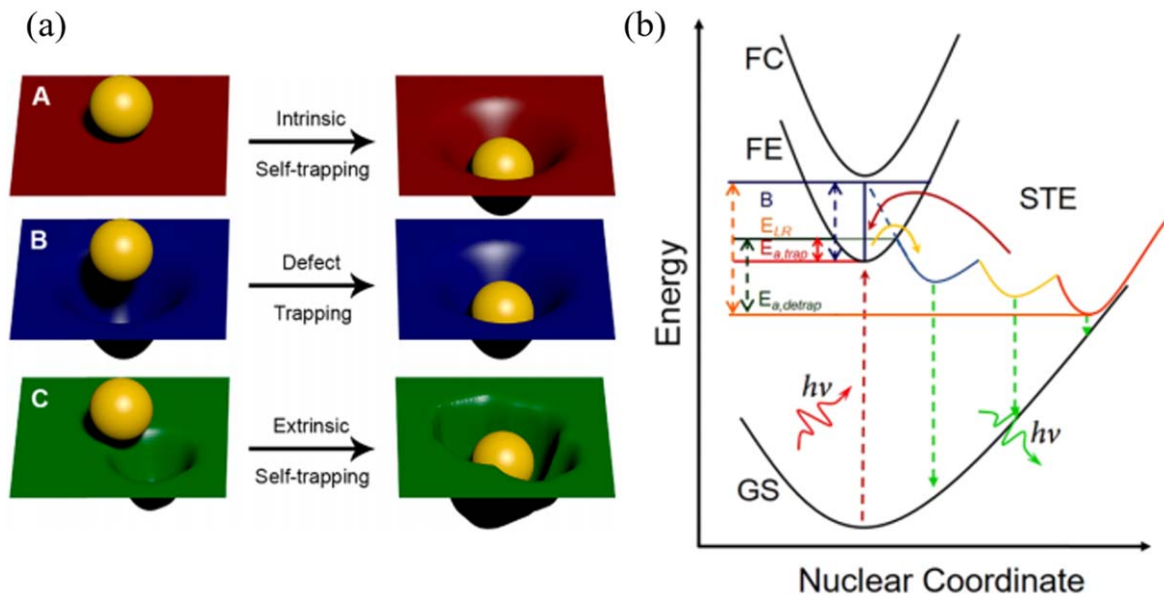 (a)
A
Intrinsic
Self-trapping
B
Defect
Trapping
C
Extrinsic
Self-trapping
(b)
FC
FE
STE
B
E_LR
E_a,trap
E_a,detrap
hν
hν
GS
Energy
Nuclear Coordinate